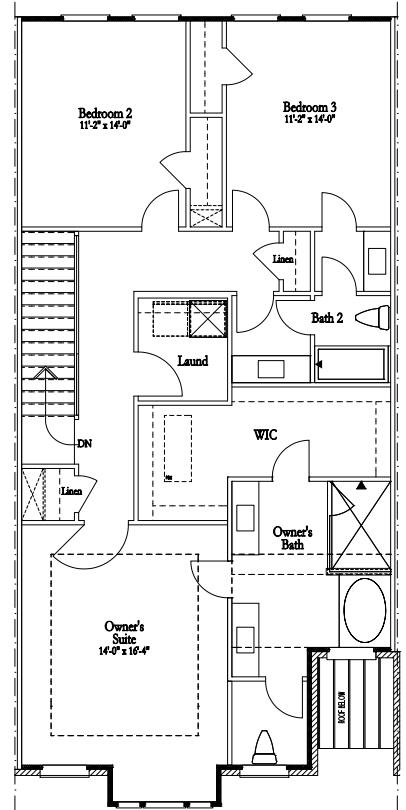 Bedroom 2
11'-2" x 14'-0"
Bedroom 3
11'-2" x 14'-0"
Linen
Bath 2
Laund
WIC
DN
Linen
Owner's
Bath
Owner's
Suite
14'-0" x 16'-4"
ROOF BELOW